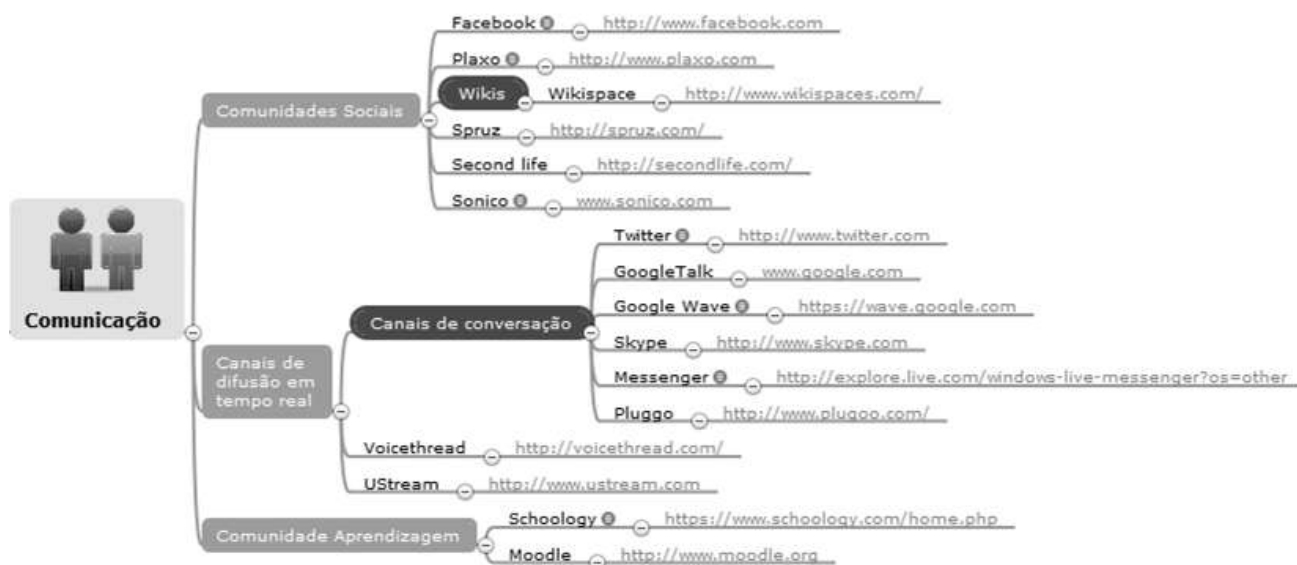 Facebook http://www.facebook.com
Plaxo http://www.plaxo.com
Wikis Wikispace http://www.wikispaces.com/
Comunidades Sociais
Spruz http://spruz.com/
Second life http://secondlife.com/
Sonico www.sonico.com
Comunicação
Twitter http://www.twitter.com
GoogleTalk www.google.com
Google Wave https://wave.google.com
Canais de conversação
Skype http://www.skype.com
Messenger http://explore.live.com/windows-live-messenger?os=other
Pluggo http://www.plugoo.com/
Canais de
difusão em
tempo real
Voicethread http://voicethread.com/
UStream http://www.ustream.com
Comunidade Aprendizagem
Schoology https://www.schoology.com/home.php
Moodle http://www.moodle.org